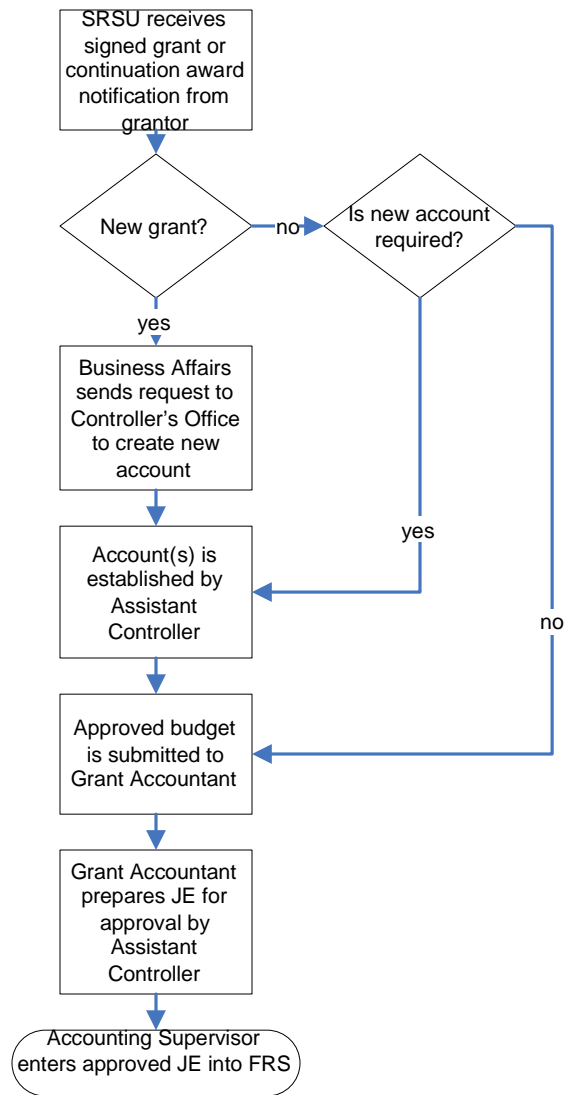 SRSU receives
signed grant or
continuation award
notification from
grantor
New grant?
no
Is new account
required?
yes
Business Affairs
sends request to
Controller's Office
to create new
account
yes
Account(s) is
established by
Assistant
Controller
no
Approved budget
is submitted to
Grant Accountant
Grant Accountant
prepares JE for
approval by
Assistant
Controller
Accounting Supervisor
enters approved JE into FRS